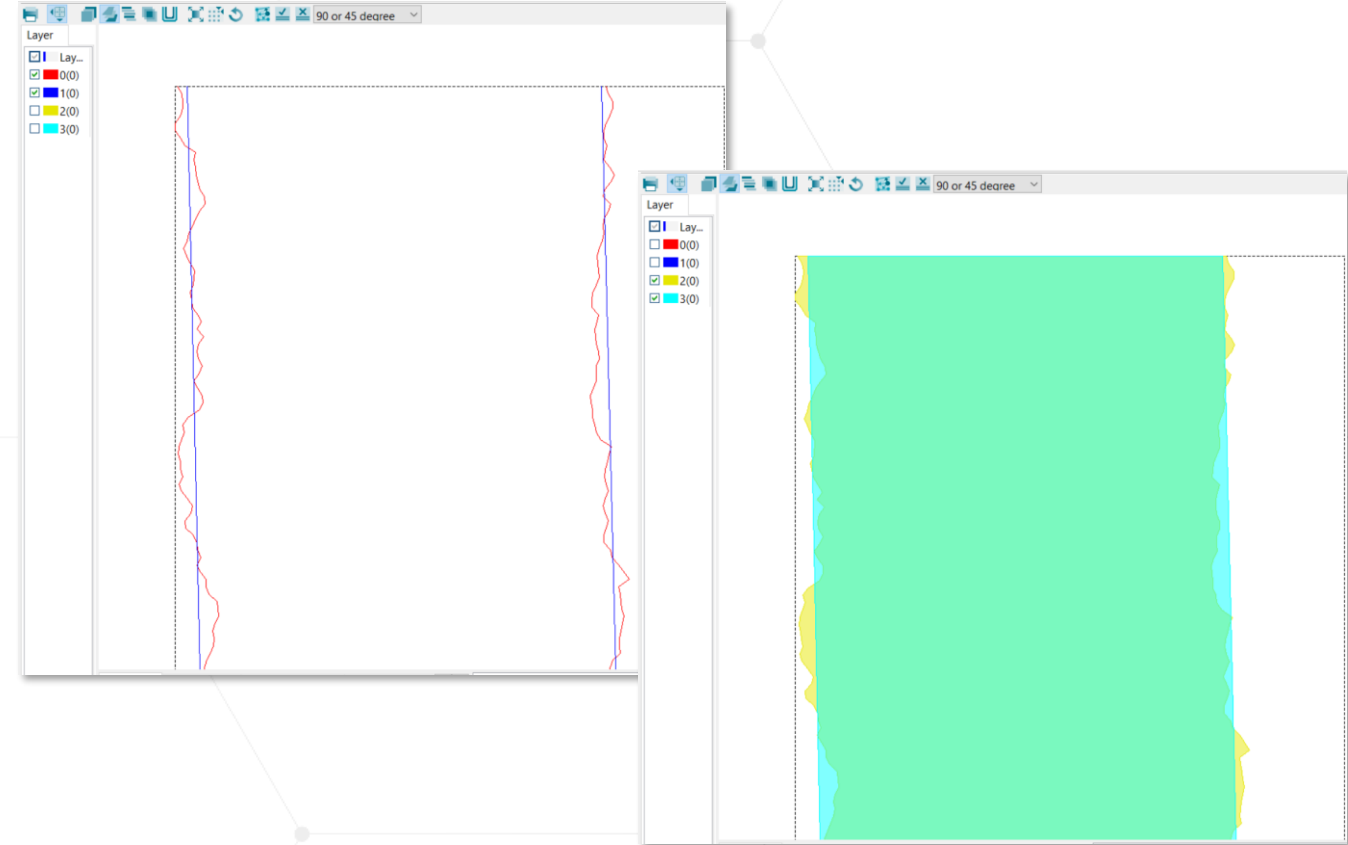 90 or 45 degree
Layer
Lay...
0(0)
1(0)
2(0)
3(0)
90 or 45 degree
Layer
Lay...
0(0)
1(0)
2(0)
3(0)